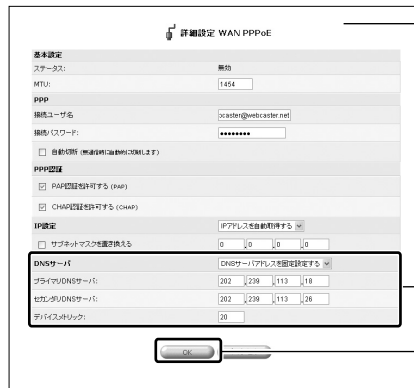 詳細設定 WAN PPPoE
基本設定
ステータス: 無効
MTU: 1454
PPP
接続ユーザ名 ocaster@webcaster.net
接続パスワード: ••••••••
自動切断 (無通信時に自動的に切断します)
PPP認証
PAP認証を許可する (PAP)
CHAP認証を許可する (CHAP)
IP設定 IPアドレスを自動取得する
サブネットマスクを置き換える 0 .0 .0 .0
DNSサーバ DNSサーバアドレスを固定設定する
プライマリDNSサーバ: 202 .239 .113 .18
セカンダリDNSサーバ: 202 .239 .113 .26
デバイスメトリック: 20
OK